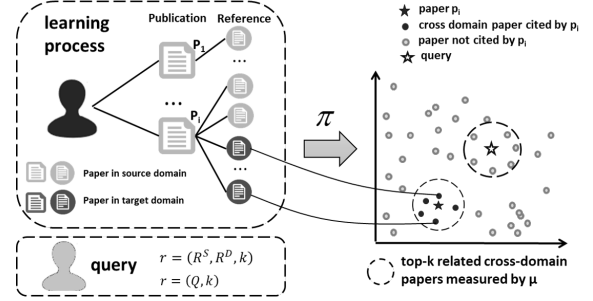 learning
process
Publication
Reference
P1
...
...
Pi
...
Paper in source domain
Paper in target domain
query
r = (R^S, R^D, k)
r = (Q, k)
π
paper pi
cross domain paper cited by pi
paper not cited by pi
query
top-k related cross-domain
papers measured by μ